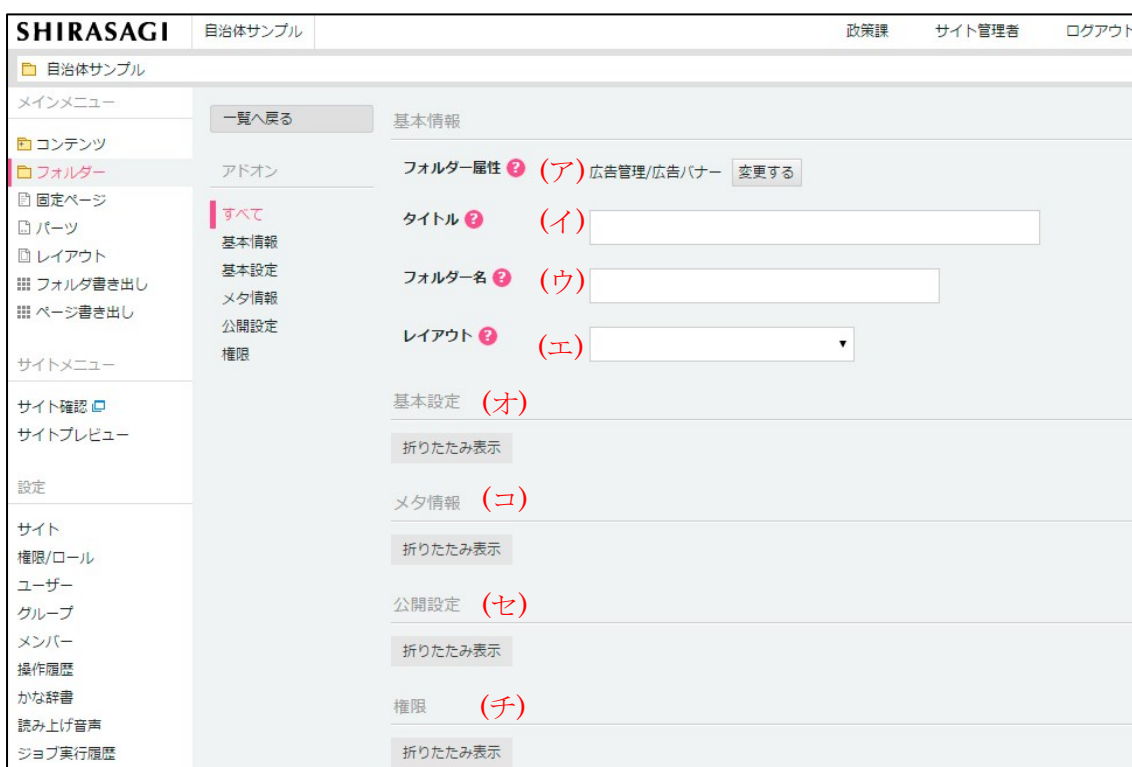 SHIRASAGI 自治体サンプル 政策課 サイト管理者 ログアウト
自治体サンプル
メインメニュー
コンテンツ
フォルダー
固定ページ
パーツ
レイアウト
フォルダ書き出し
ページ書き出し
サイトメニュー
サイト確認
サイトプレビュー
設定
サイト
権限/ロール
ユーザー
グループ
メンバー
操作履歴
かな辞書
読み上げ音声
ジョブ実行履歴
一覧へ戻る
アドオン
すべて
基本情報
基本設定
メタ情報
公開設定
権限
基本情報
フォルダー属性 ? (ア) 広告管理/広告バナー 変更する
タイトル ? (イ)
フォルダー名 ? (ウ)
レイアウト ? (エ)
基本設定 (オ)
折りたたみ表示
メタ情報 (コ)
折りたたみ表示
公開設定 (セ)
折りたたみ表示
権限 (チ)
折りたたみ表示